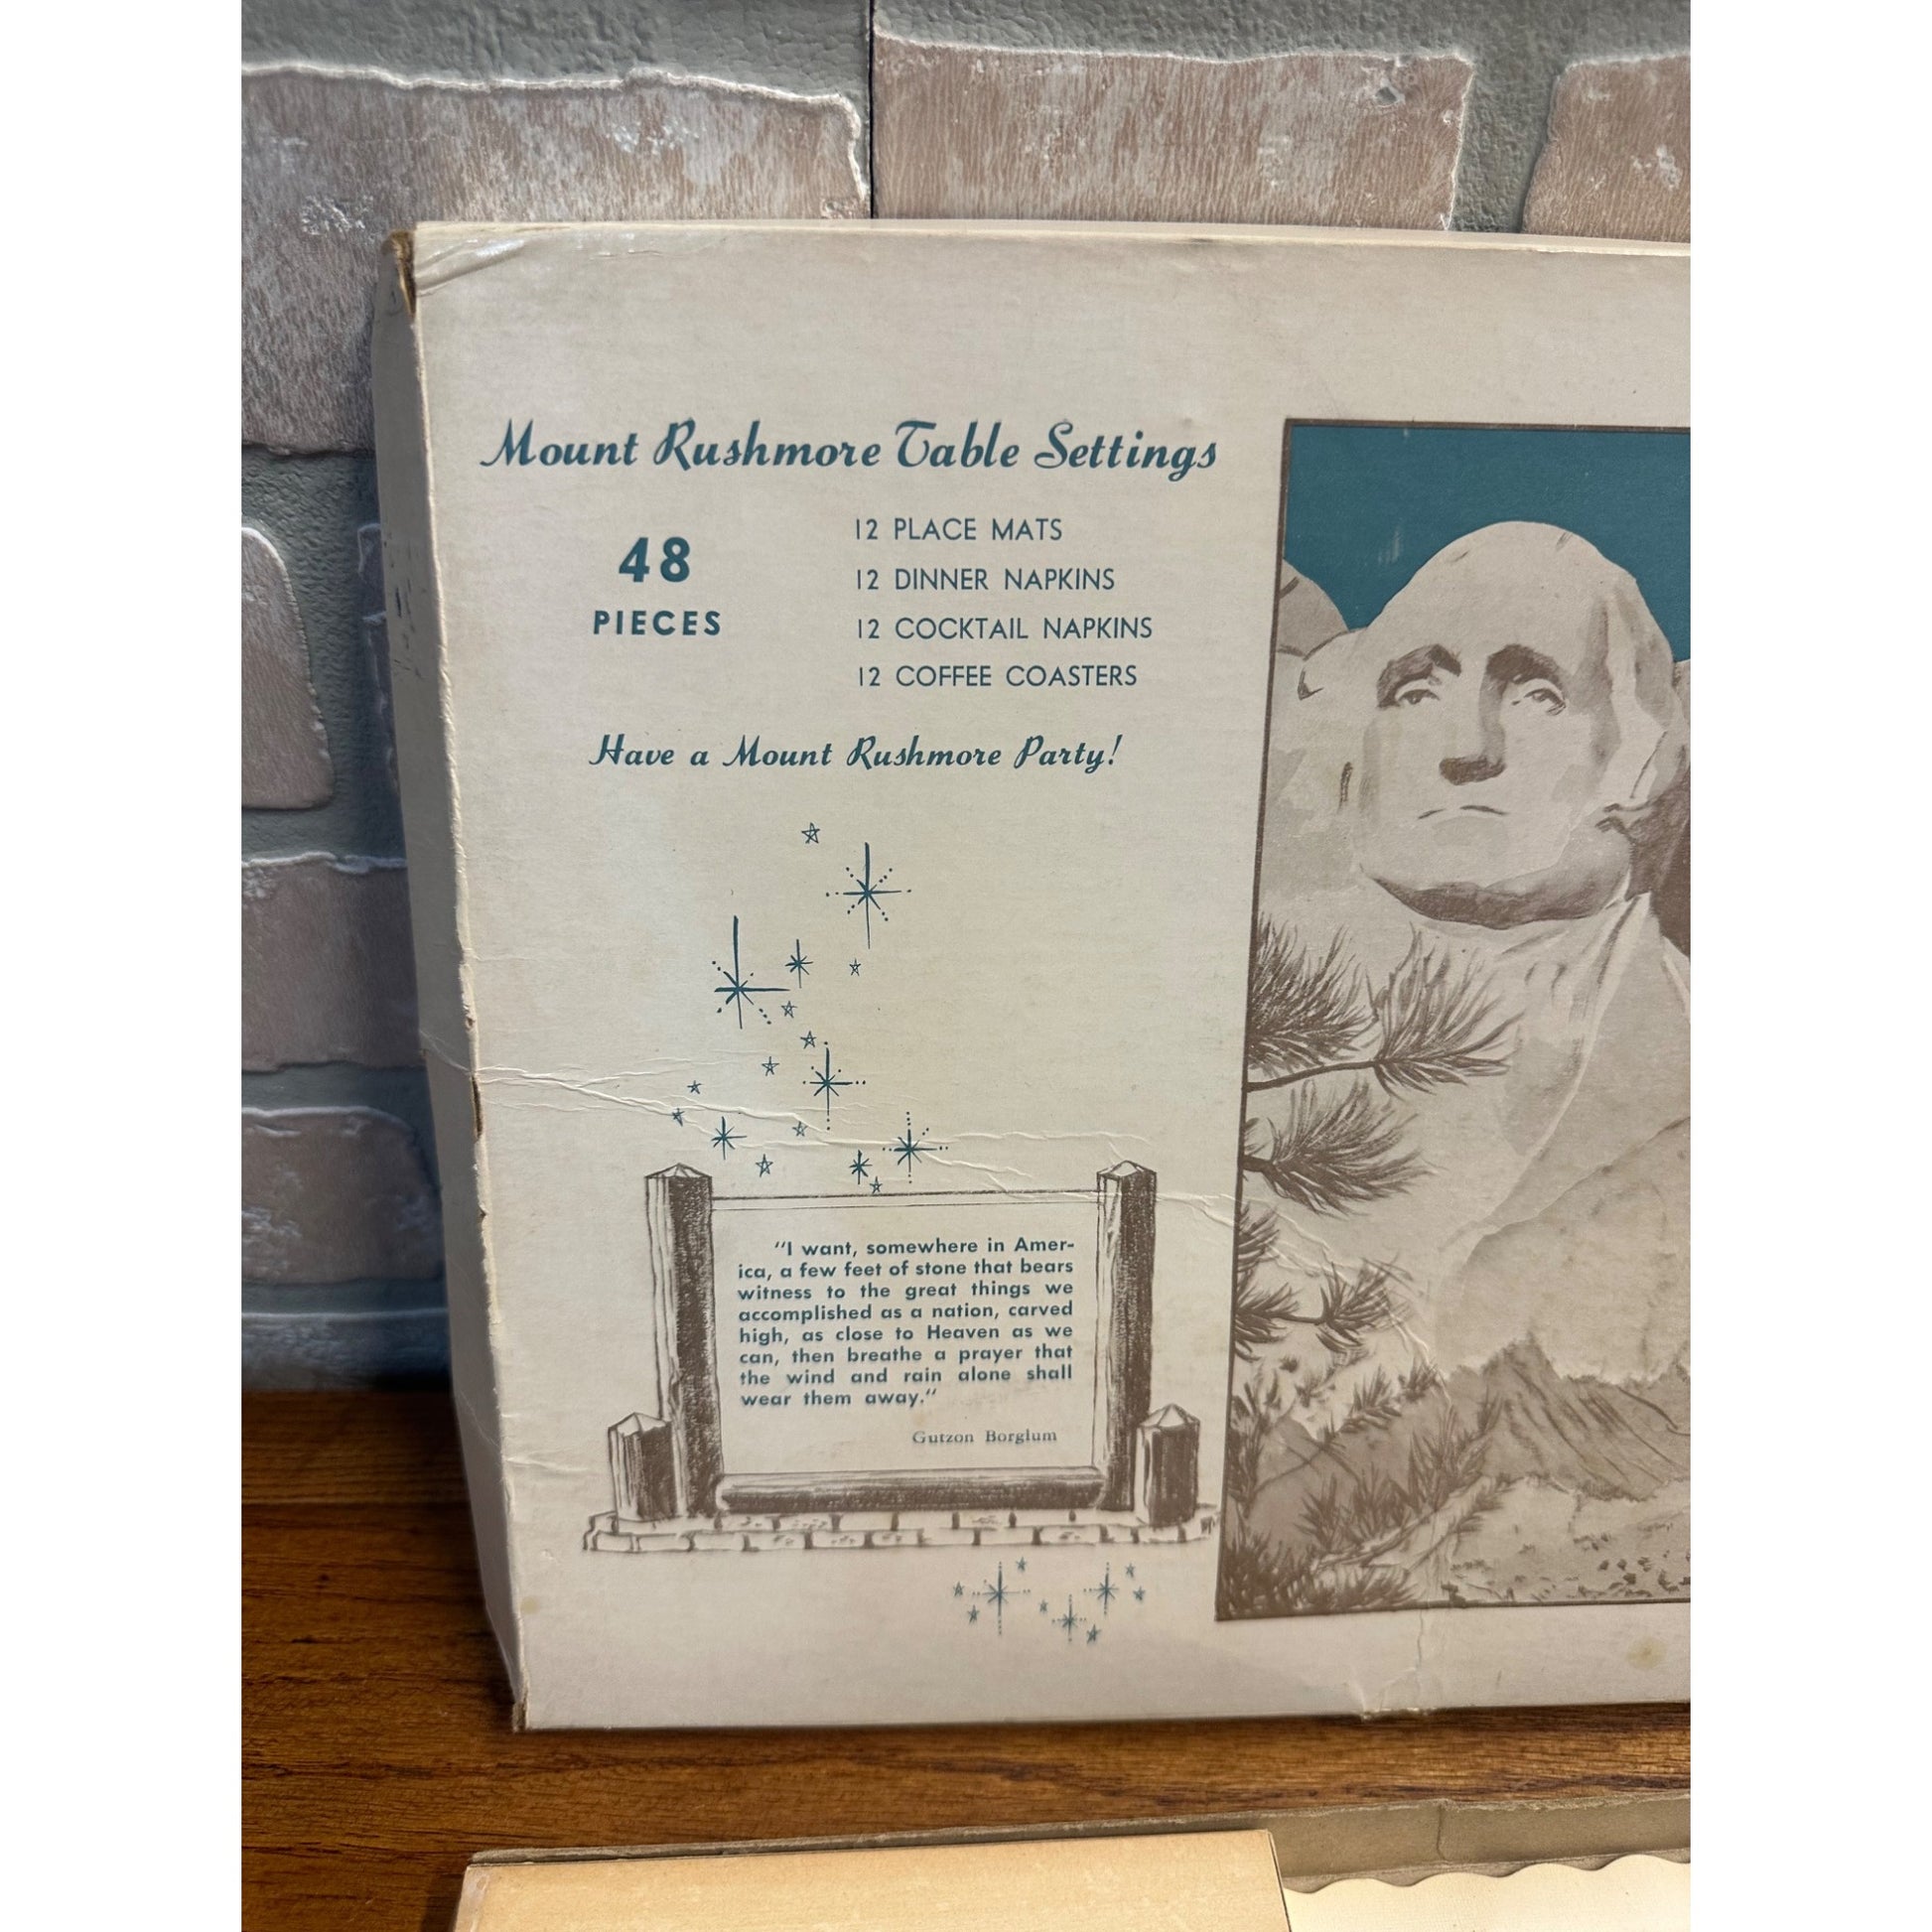 Mount Rushmore Table Settings
48
PIECES
12 PLACE MATS
12 DINNER NAPKINS
12 COCKTAIL NAPKINS
12 COFFEE COASTERS
Have a Mount Rushmore Party!
"I want, somewhere in Amer-
ica, a few feet of stone that bears
witness to the great things we
accomplished as a nation, carved
high, as close to Heaven as we
can, then breathe a prayer that
the wind and rain alone shall
wear them away."
Gutzon Borglum